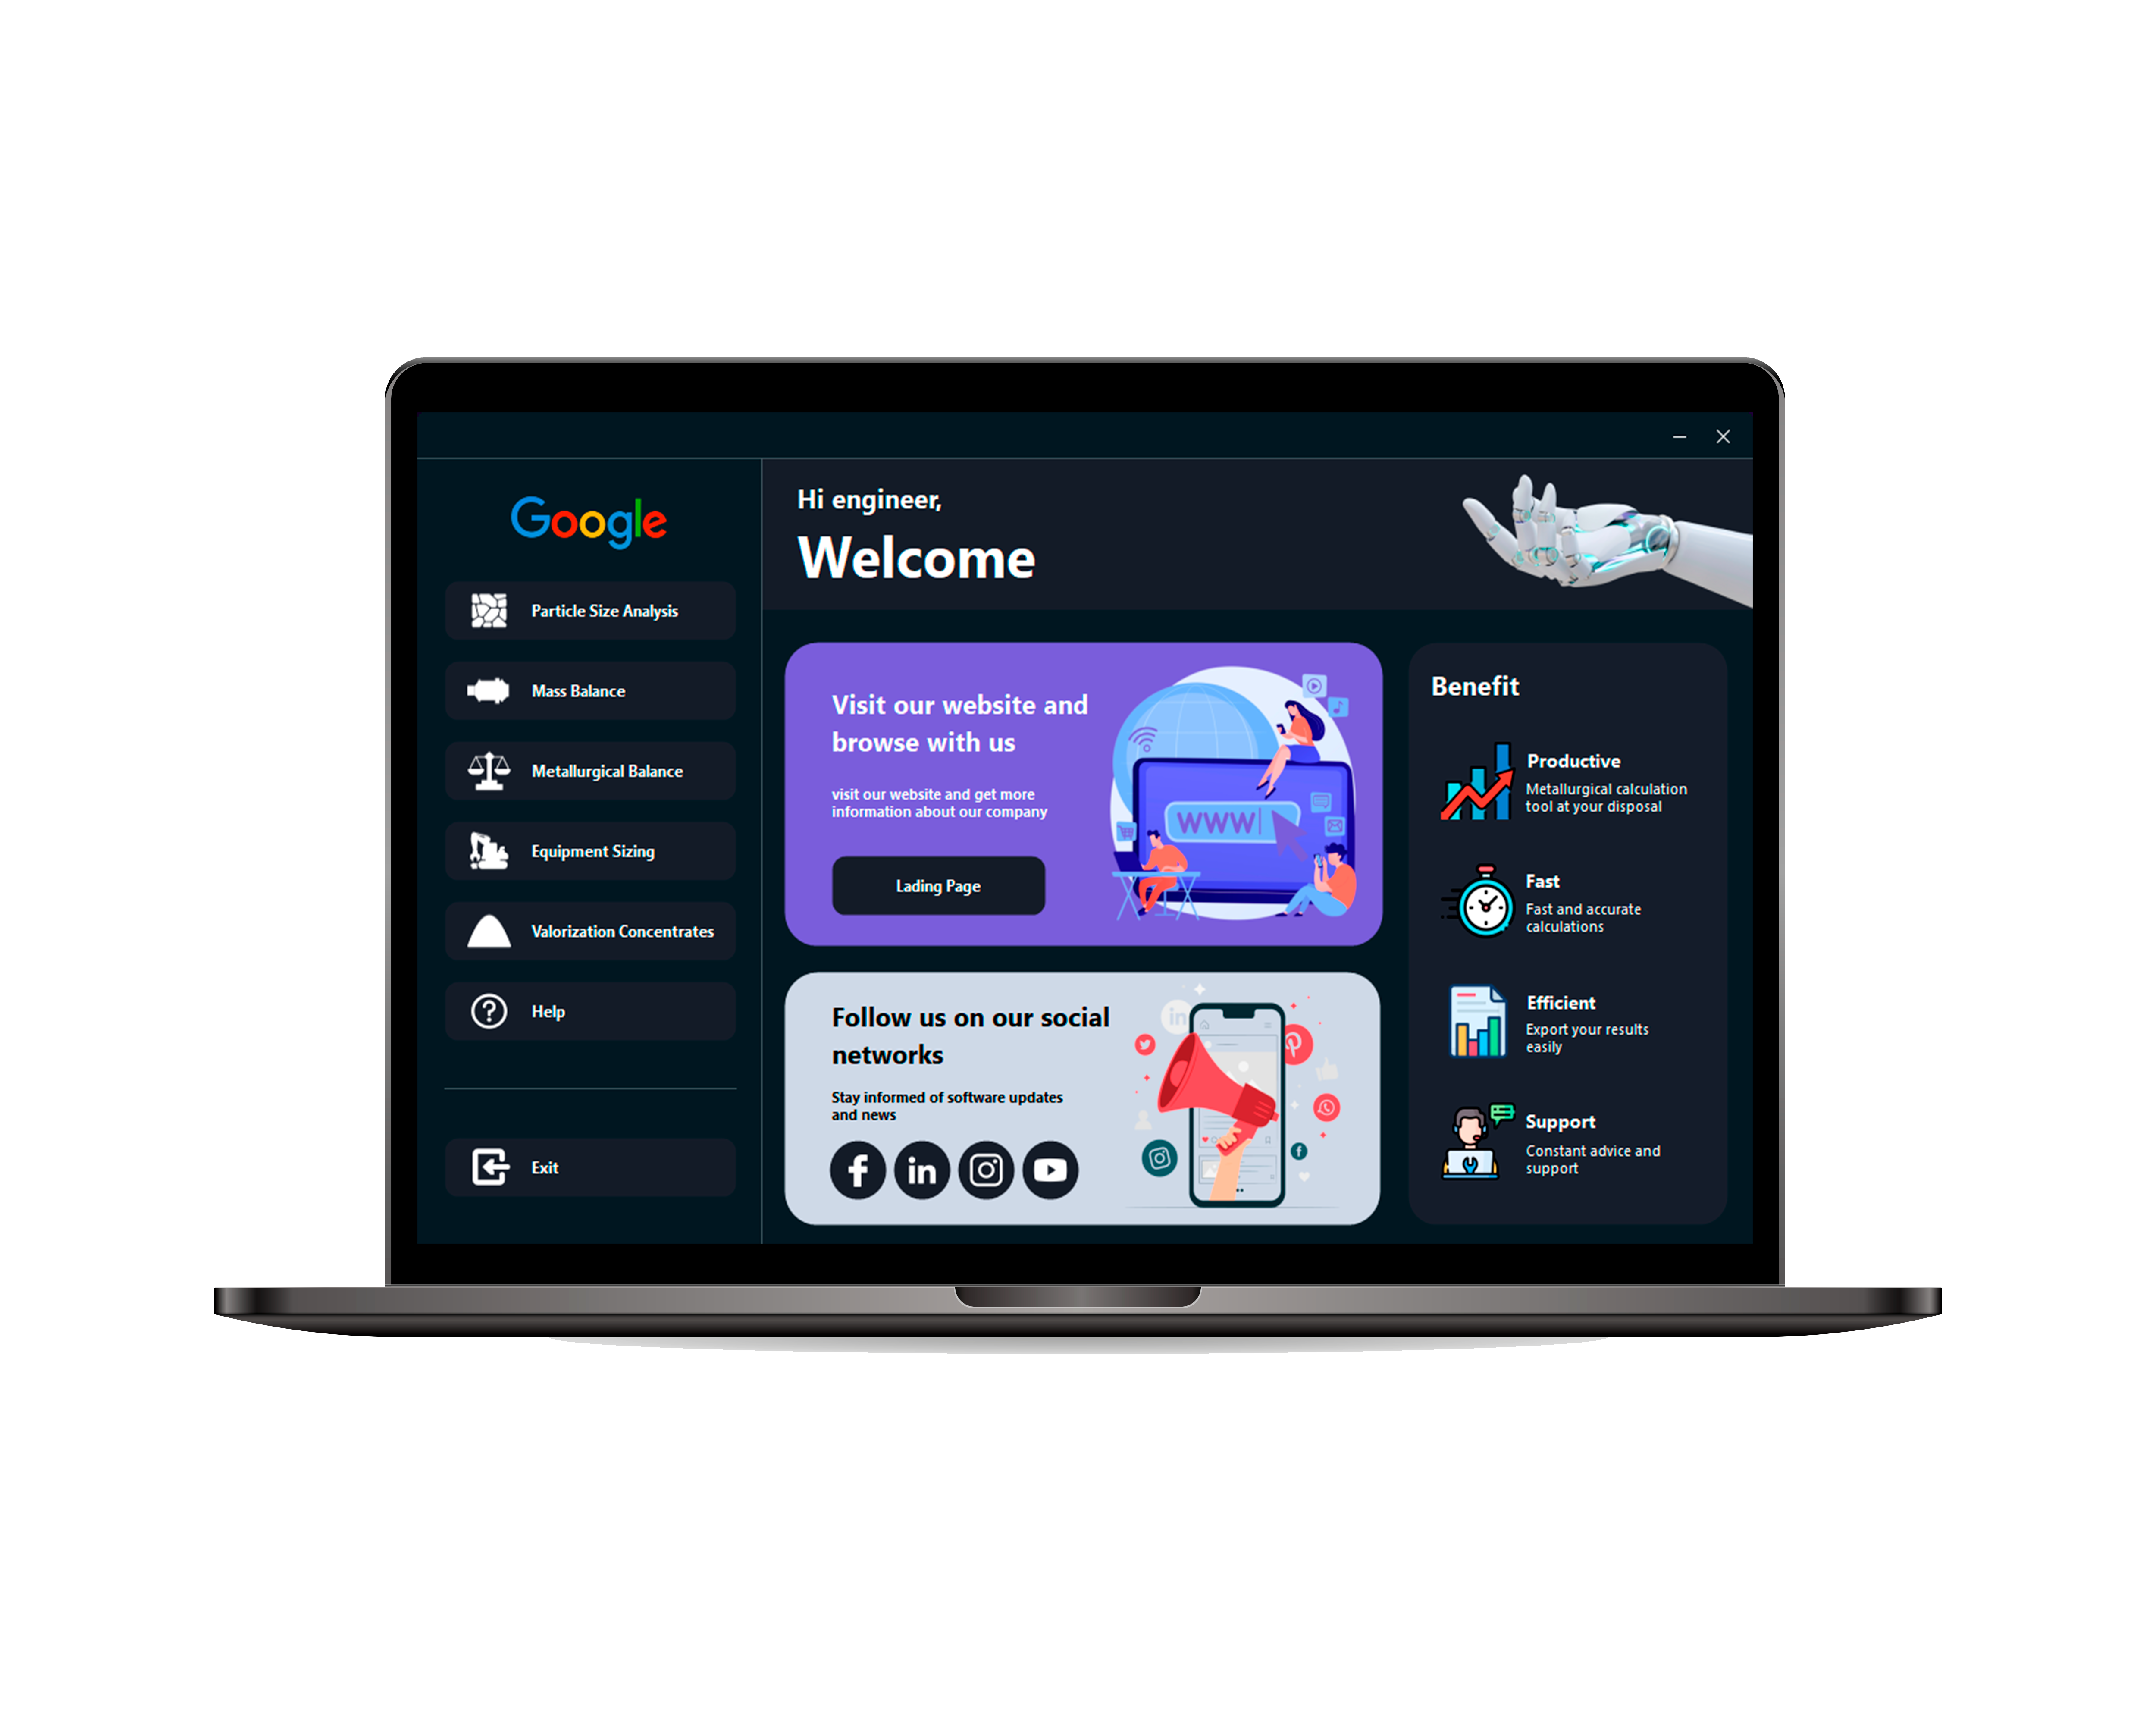 Google
Particle Size Analysis
Mass Balance
Metallurgical Balance
Equipment Sizing
Valorization Concentrates
Help
Exit
Hi engineer,
Welcome
Visit our website and
browse with us
visit our website and get more
information about our company
Lading Page
WWW
Follow us on our social
networks
Stay informed of software updates
and news
f
in
in
f
Benefit
Productive
Metallurgical calculation
tool at your disposal
Fast
Fast and accurate
calculations
Efficient
Export your results
easily
Support
Constant advice and
support